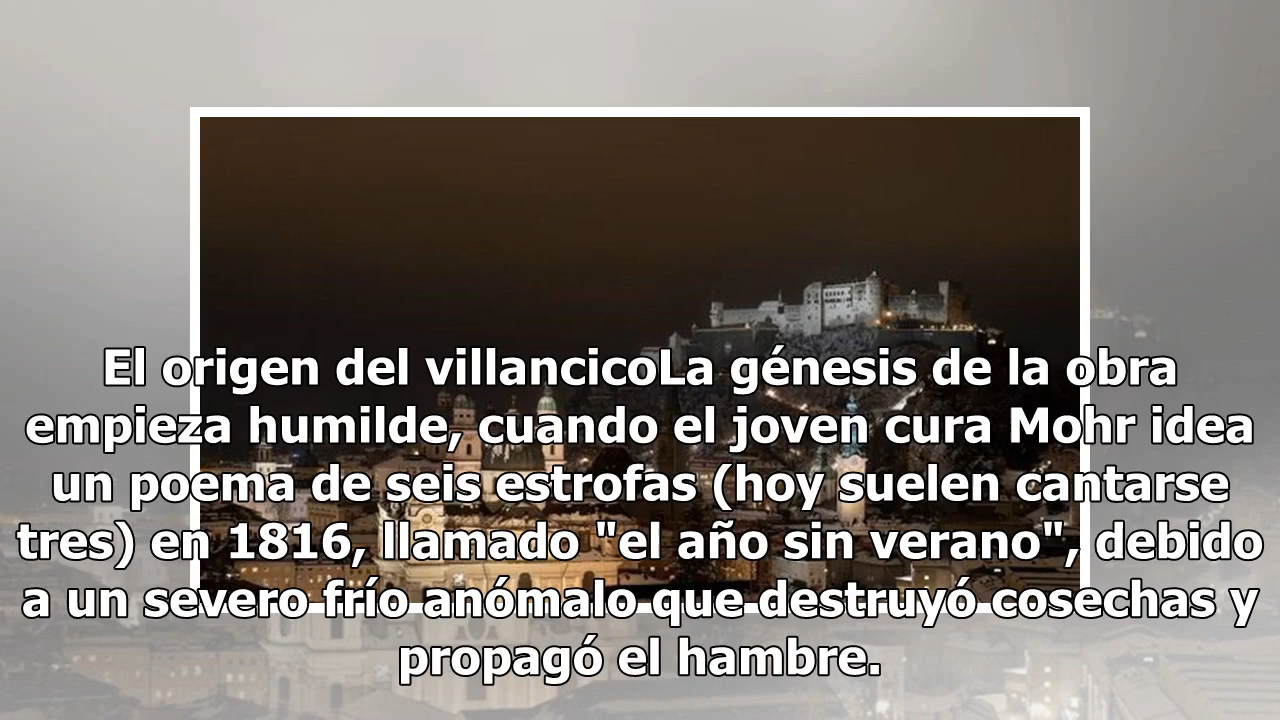 El origen del villancicoLa génesis de la obra
empieza humilde, cuando el joven cura Mohr idea
un poema de seis estrofas (hoy suelen cantarse
tres) en 1816, llamado "el año sin verano", debido
a un severo frío anómalo que destruyó cosechas y
propagó el hambre.